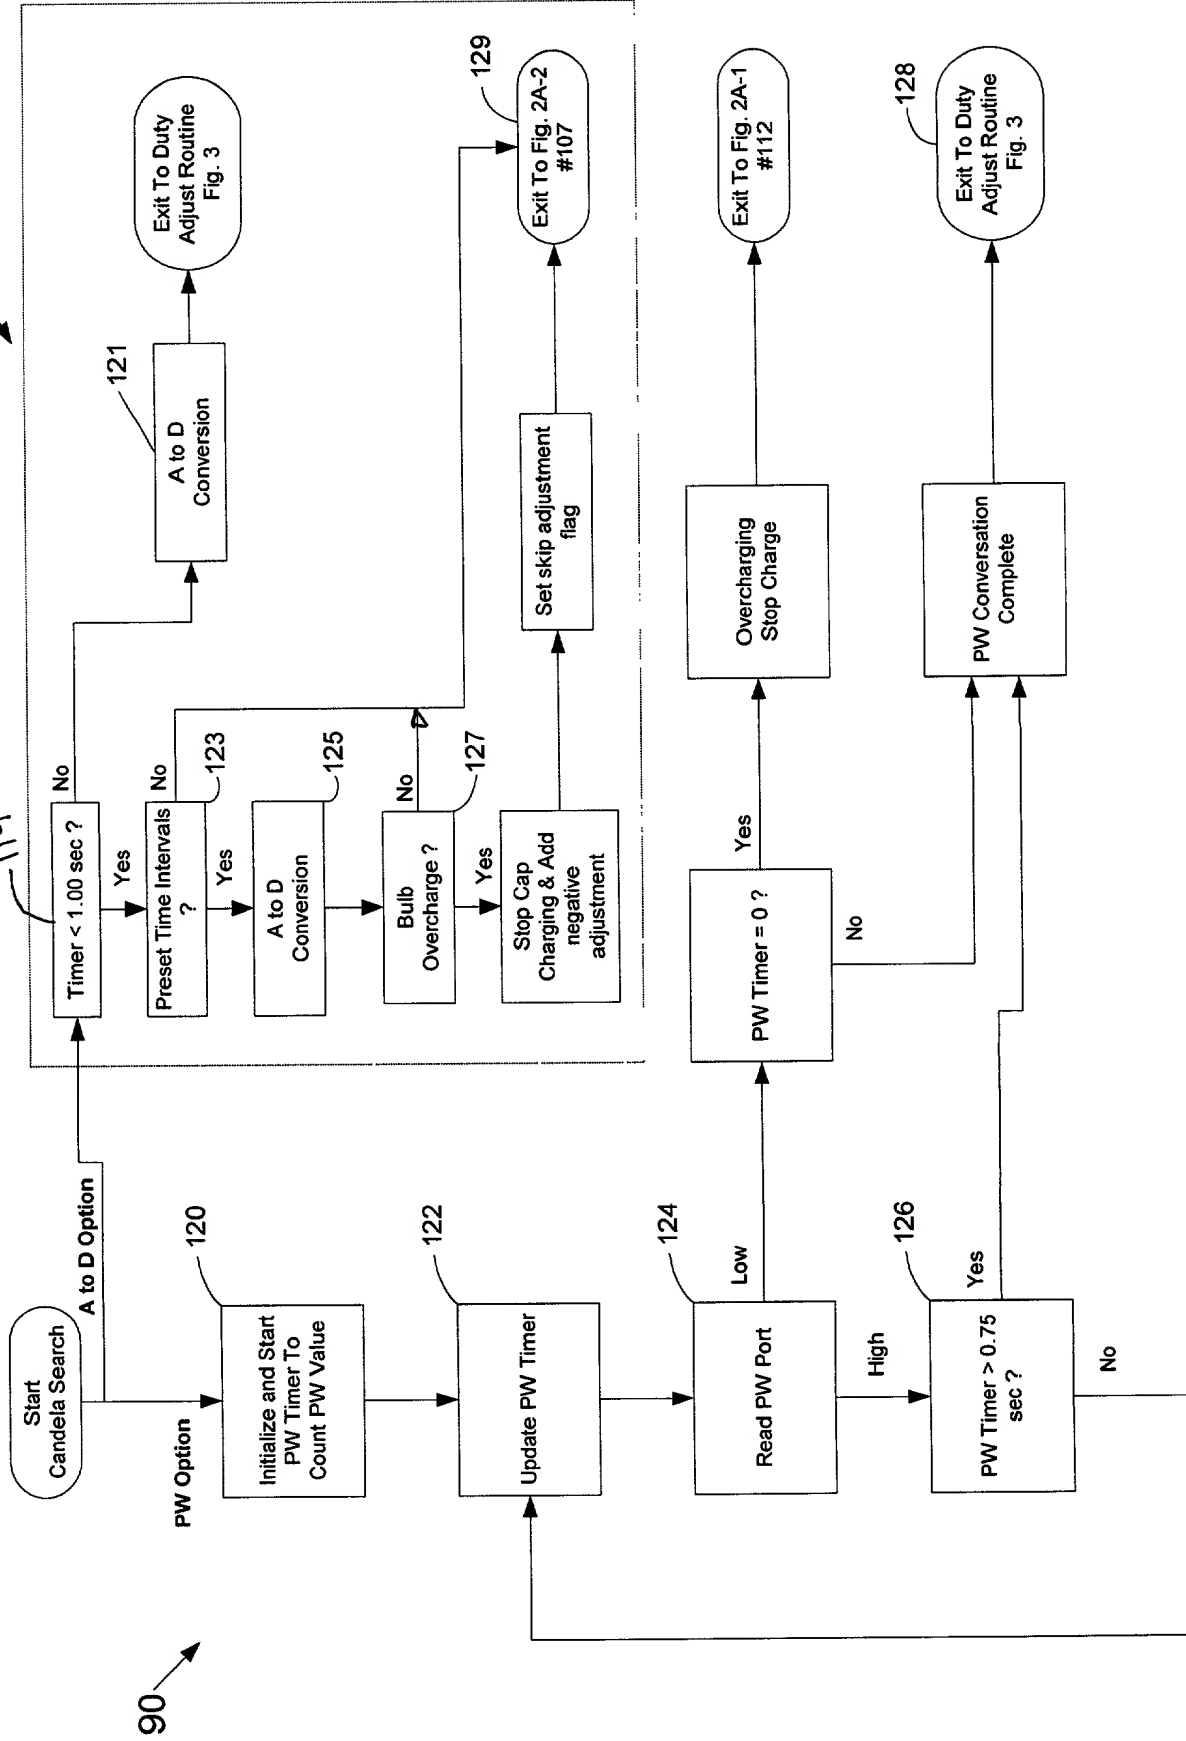 Start
Candela Search
A to D Option
PW Option
Timer < 1.00 sec ?
No
Yes
A to D
Conversion
121
Exit To Duty
Adjust Routine
Fig. 3
Preset Time Intervals
?
123
No
Yes
A to D
Conversion
125
Bulb
Overcharge ?
127
No
Yes
Stop Cap
Charging & Add
negative
adjustment
Set skip adjustment
flag
Exit To Fig. 2A-2
#107
129
Initialize and Start
PW Timer To
Count PW Value
120
Update PW Timer
122
Read PW Port
124
Low
High
PW Timer = 0 ?
Yes
No
Overcharging
Stop Charge
Exit To Fig. 2A-1
#112
PW Timer > 0.75
sec ?
126
Yes
No
PW Conversation
Complete
Exit To Duty
Adjust Routine
Fig. 3
128
90